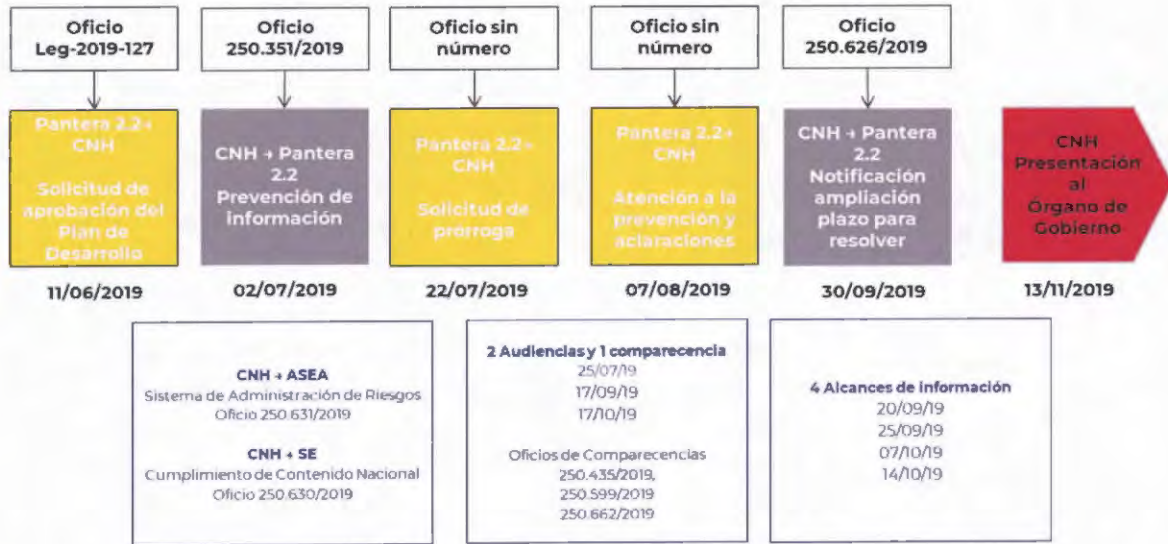 Oficio
Leg-2019-127
Oficio
250.351/2019
Oficio sin
número
Oficio sin
número
Oficio
250.626/2019
Pantera 2.2→
CNH
Solicitud de
aprobación del
Plan de
Desarrollo
CNH → Pantera
2.2
Prevención de
información
Pantera 2.2→
CNH
Solicitud de
prórroga
Pantera 2.2→
CNH
Atención a la
prevención y
aclaraciones
CNH → Pantera
2.2
Notificación
ampliación
plazo para
resolver
CNH
Presentación
al
Órgano de
Gobierno
11/06/2019
02/07/2019
22/07/2019
07/08/2019
30/09/2019
13/11/2019
CNH → ASEA
Sistema de Administración de Riesgos
Oficio 250.631/2019
CNH → SE
Cumplimiento de Contenido Nacional
Oficio 250.630/2019
2 Audiencias y 1 comparecencia
25/07/19
17/09/19
17/10/19
Oficios de Comparecencias
250.435/2019,
250.599/2019
250.662/2019
4 Alcances de información
20/09/19
25/09/19
07/10/19
14/10/19